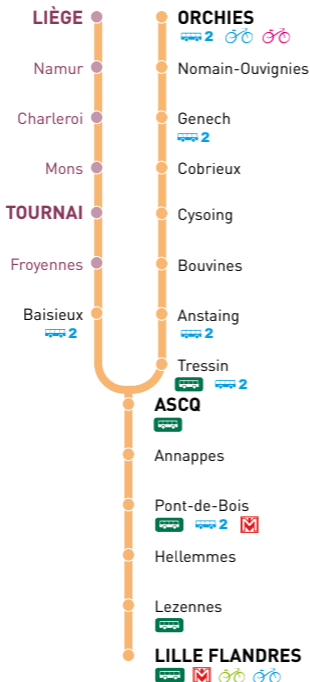 LIÈGE
Namur
Charleroi
Mons
TOURNAI
Froyennes
Baisieux
2
ORCHIES
2
Nomain-Ouvignies
Genech
2
Cobrieux
Cysoing
Bouvines
Anstaing
2
Tressin
2
ASCQ
Annappes
Pont-de-Bois
2 M
Hellemmes
Lezennes
LILLE FLANDRES
M